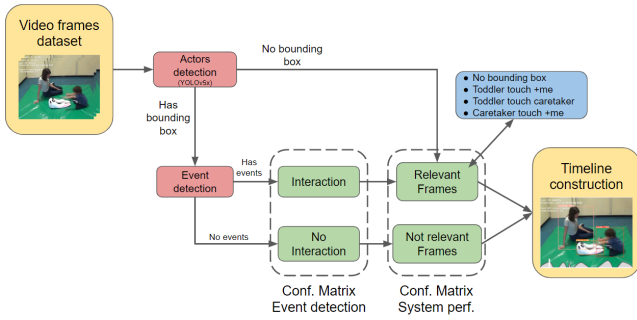 Video frames
dataset
Actors
detection
(YOLOv5x)
No bounding
box
Has
bounding
box
No bounding box
Toddler touch +me
Toddler touch caretaker
Caretaker touch +me
Event
detection
Has
events
Interaction
Relevant
Frames
Timeline
construction
No events
No
Interaction
Not relevant
Frames
Conf. Matrix
Event detection
Conf. Matrix
System perf.